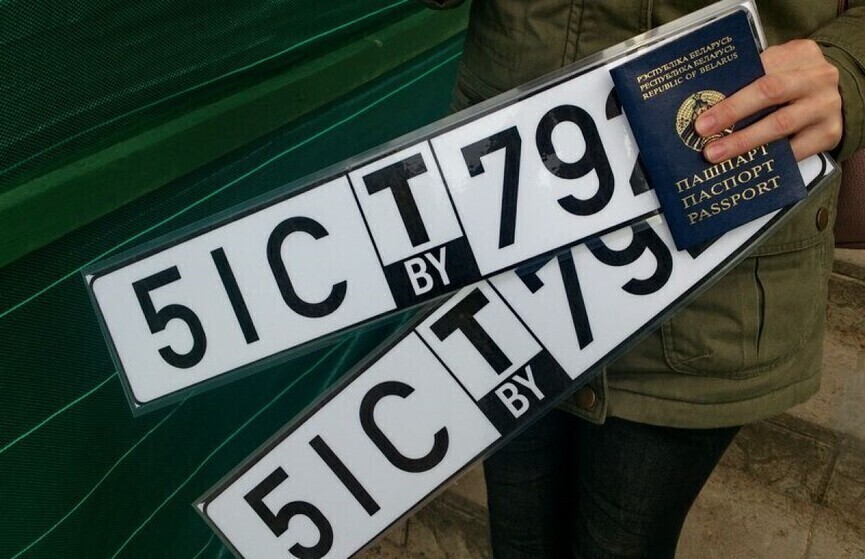 РЭСПУБЛІКА БЕЛАРУСЬ
РЕСПУБЛИКА БЕЛАРУСЬ
REPUBLIC OF BELARUS
ПАШПАРТ
ПАСПОРТ
PASSPORT
5IC T 792
BY
5IC T 79
BY